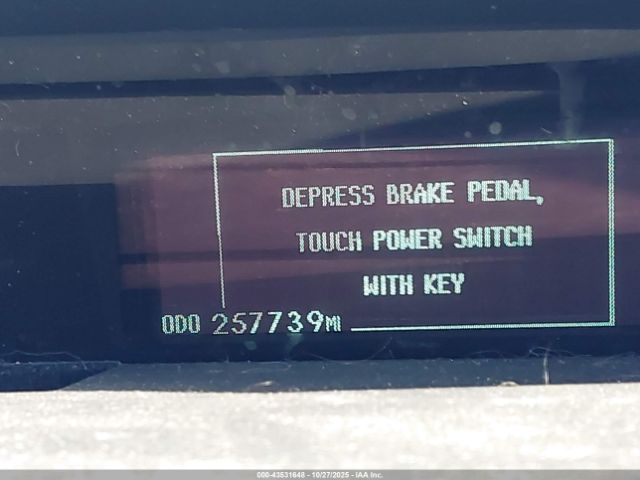 DEPRESS BRAKE PEDAL,
TOUCH POWER SWITCH
WITH KEY
ODO 257739MI
000-43531648 - 10/27/2025 - IAA Inc.